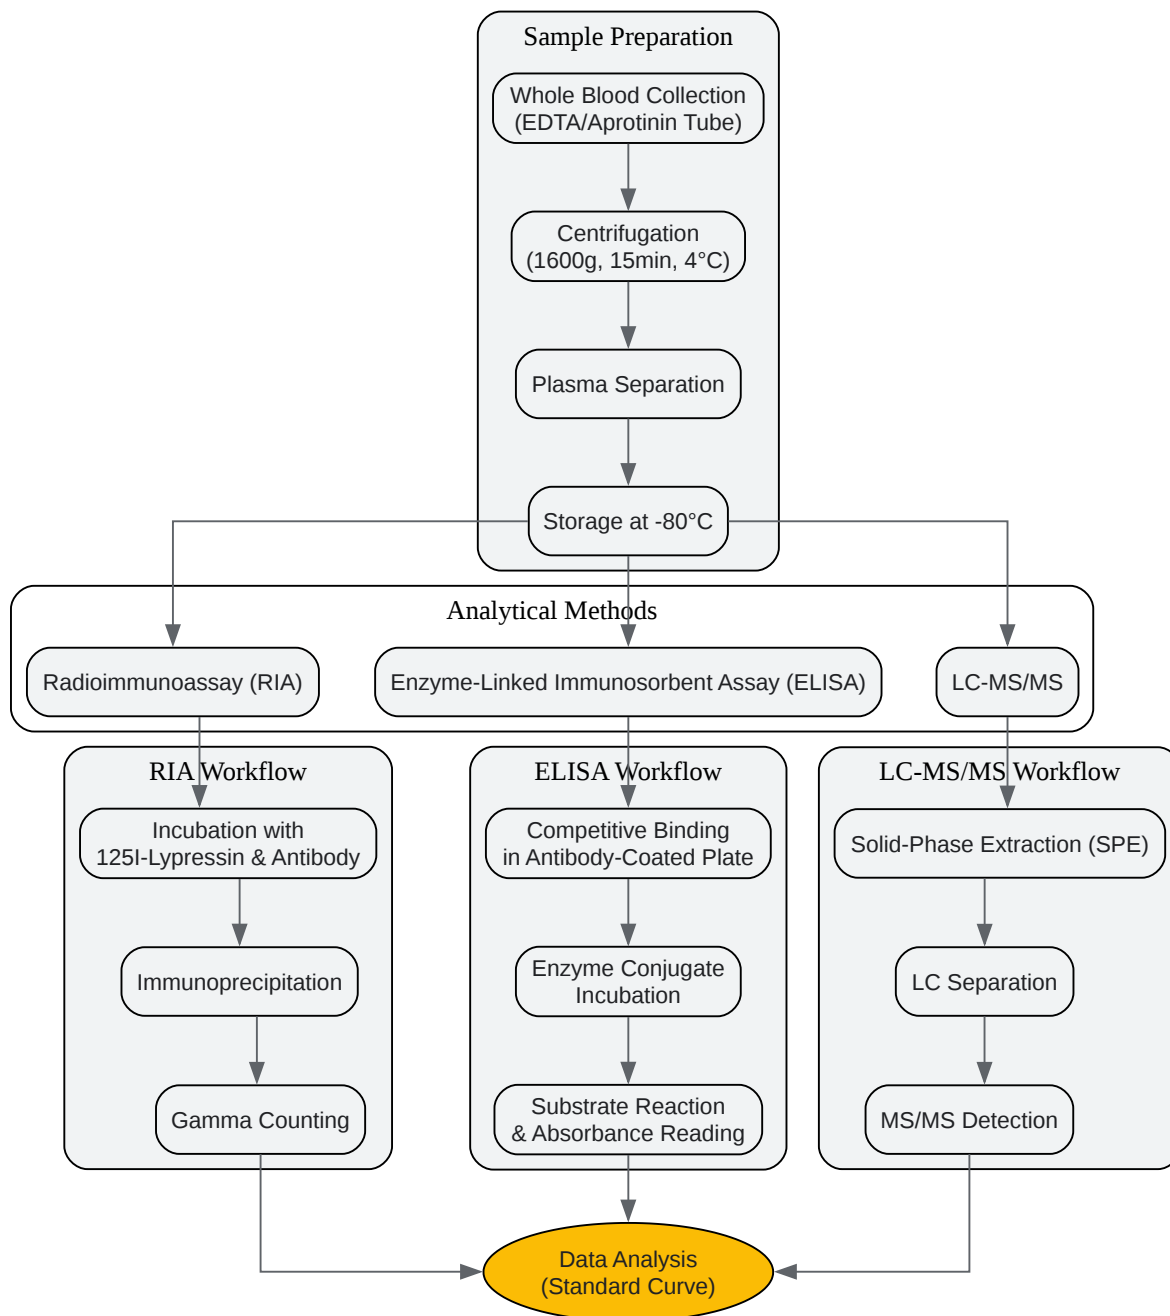 Sample Preparation
Whole Blood Collection
(EDTA/Aprotinin Tube)
Centrifugation
(1600g, 15min, 4°C)
Plasma Separation
Storage at -80°C
Analytical Methods
Radioimmunoassay (RIA)
Enzyme-Linked Immunosorbent Assay (ELISA)
LC-MS/MS
RIA Workflow
Incubation with
125I-Lypressin & Antibody
Immunoprecipitation
Gamma Counting
ELISA Workflow
Competitive Binding
in Antibody-Coated Plate
Enzyme Conjugate
Incubation
Substrate Reaction
& Absorbance Reading
LC-MS/MS Workflow
Solid-Phase Extraction (SPE)
LC Separation
MS/MS Detection
Data Analysis
(Standard Curve)